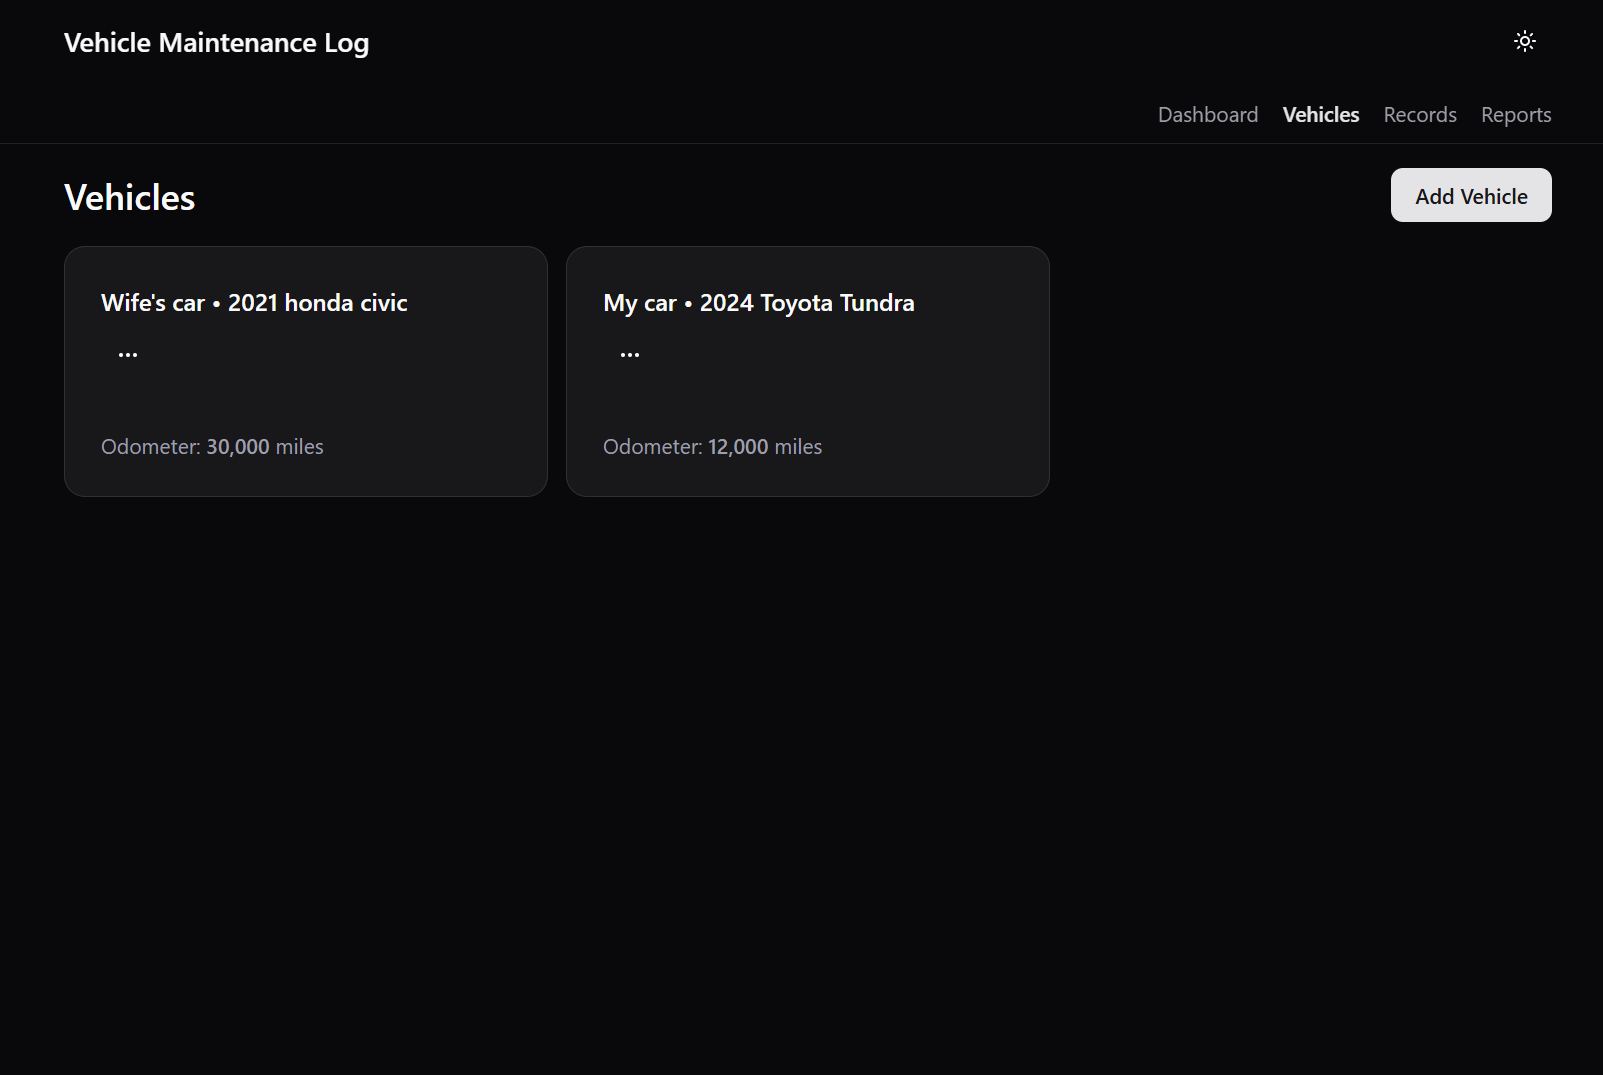 Vehicle Maintenance Log
Dashboard Vehicles Records Reports
Vehicles
Add Vehicle
Wife's car • 2021 honda civic
...
Odometer: 30,000 miles
My car • 2024 Toyota Tundra
...
Odometer: 12,000 miles